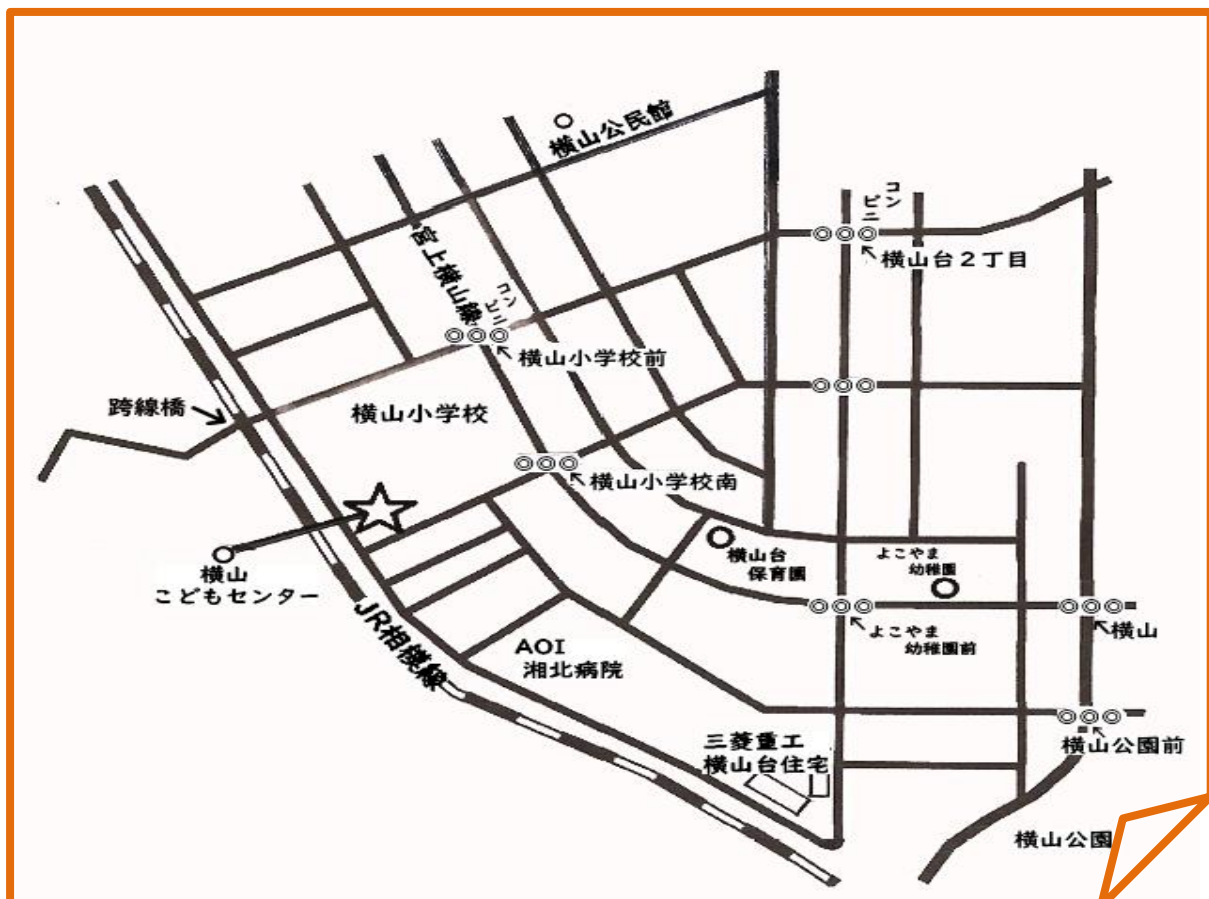 横山公民館
コン
ビニ
宮上横山線
横山台２丁目
コン
ビニ
横山小学校前
跨線橋
横山小学校
横山小学校南
横山台
保育園
よこやま
幼稚園
横山
こどもセンター
JR相模線
よこやま
幼稚園前
横山
AOI
湘北病院
三菱重工
横山台住宅
横山公園前
横山公園